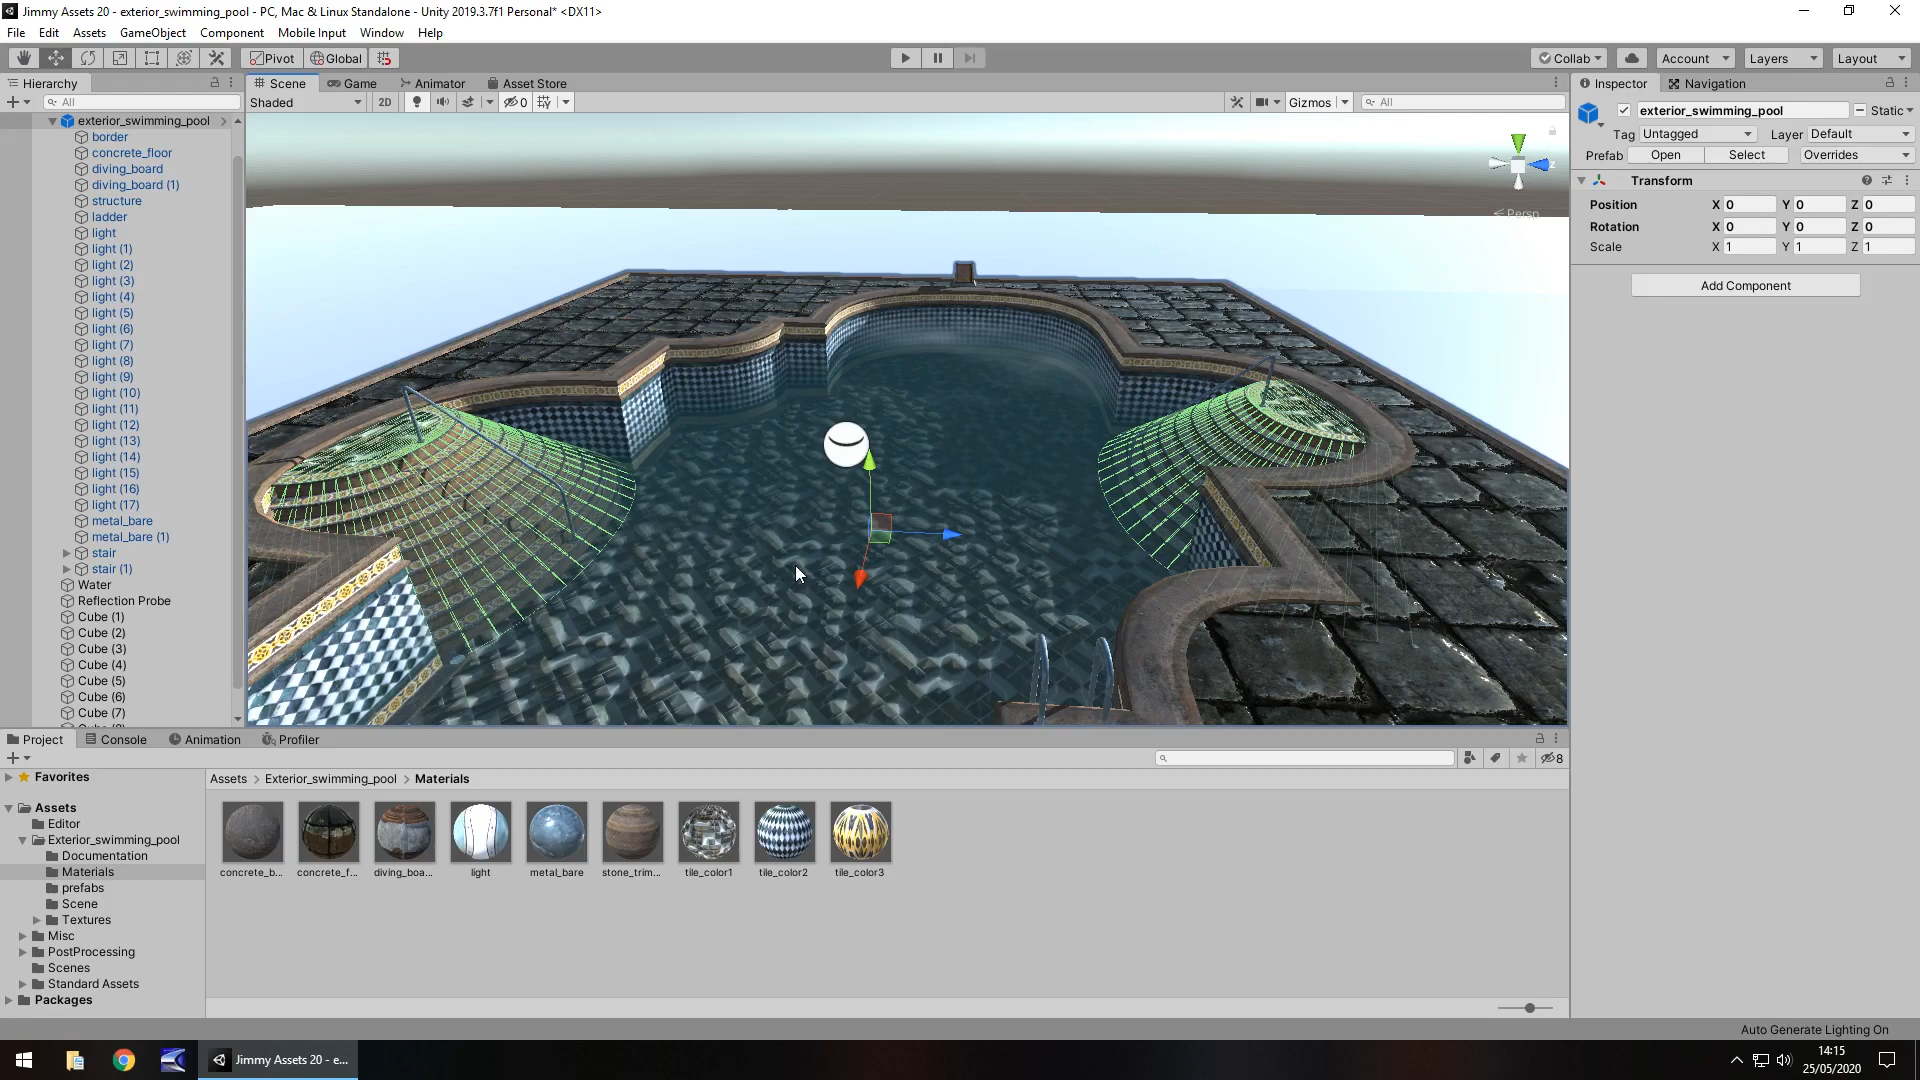 Jimmy Assets 20 - exterior_swimming_pool - PC, Mac & Linux Standalone - Unity 2019.3.7f1 Personal* <DX11>
File Edit Assets GameObject Component Mobile Input Window Help
Pivot Global Collab Account Layers Layout
Hierarchy
All
exterior_swimming_pool
border
concrete_floor
diving_board
diving_board (1)
structure
ladder
light
light (1)
light (2)
light (3)
light (4)
light (5)
light (6)
light (7)
light (8)
light (9)
light (10)
light (11)
light (12)
light (13)
light (14)
light (15)
light (16)
light (17)
metal_bare
metal_bare (1)
stair
stair (1)
Water
Reflection Probe
Cube (1)
Cube (2)
Cube (3)
Cube (4)
Cube (5)
Cube (6)
Cube (7)
Scene Game Animator Asset Store
Shaded 2D 0 Gizmos All
Persp
Inspector Navigation
exterior_swimming_pool Static
Tag Untagged Layer Default
Prefab Open Select Overrides
Transform
Position X 0 Y 0 Z 0
Rotation X 0 Y 0 Z 0
Scale X 1 Y 1 Z 1
Add Component
Project Console Animation Profiler
8
Favorites
Assets
Editor
Exterior_swimming_pool
Documentation
Materials
prefabs
Scene
Textures
Misc
PostProcessing
Scenes
Standard Assets
Packages
Assets > Exterior_swimming_pool > Materials
concrete_b... concrete_f... diving_boa... light metal_bare stone_trim... tile_color1 tile_color2 tile_color3
Auto Generate Lighting On
Jimmy Assets 20 - e...
14:15
25/05/2020